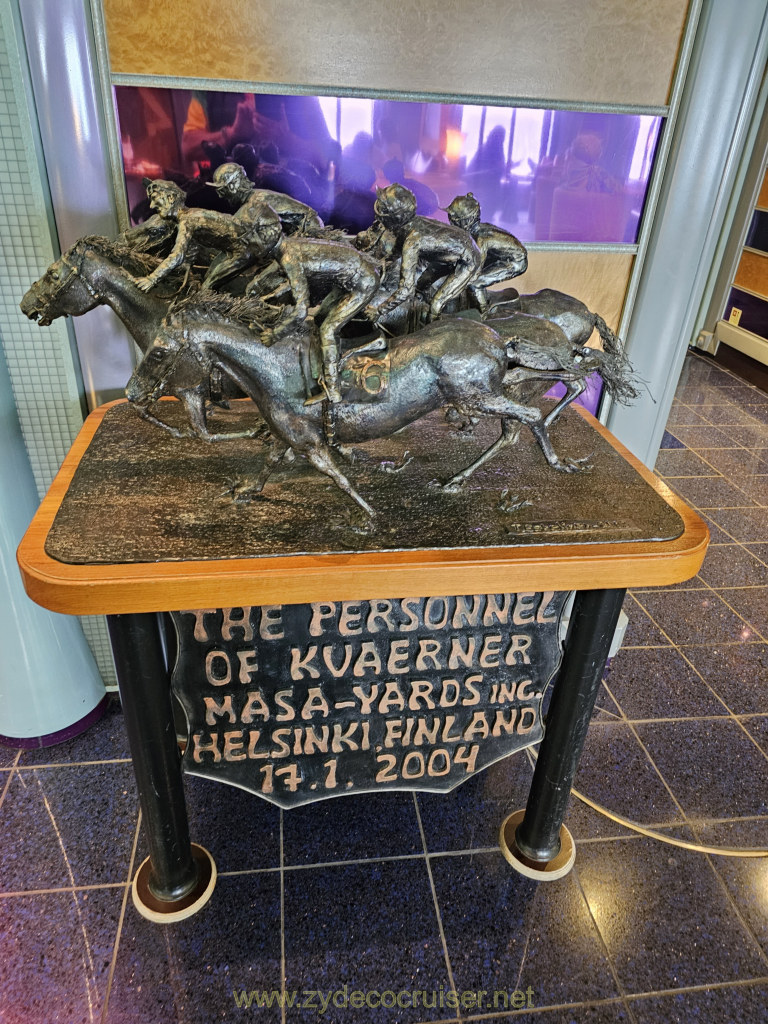 THE PERSONNEL
OF KVAERNER
MASA-YARDS INC.
HELSINKI, FINLAND
17.1. 2004
www.zydecocruiser.net